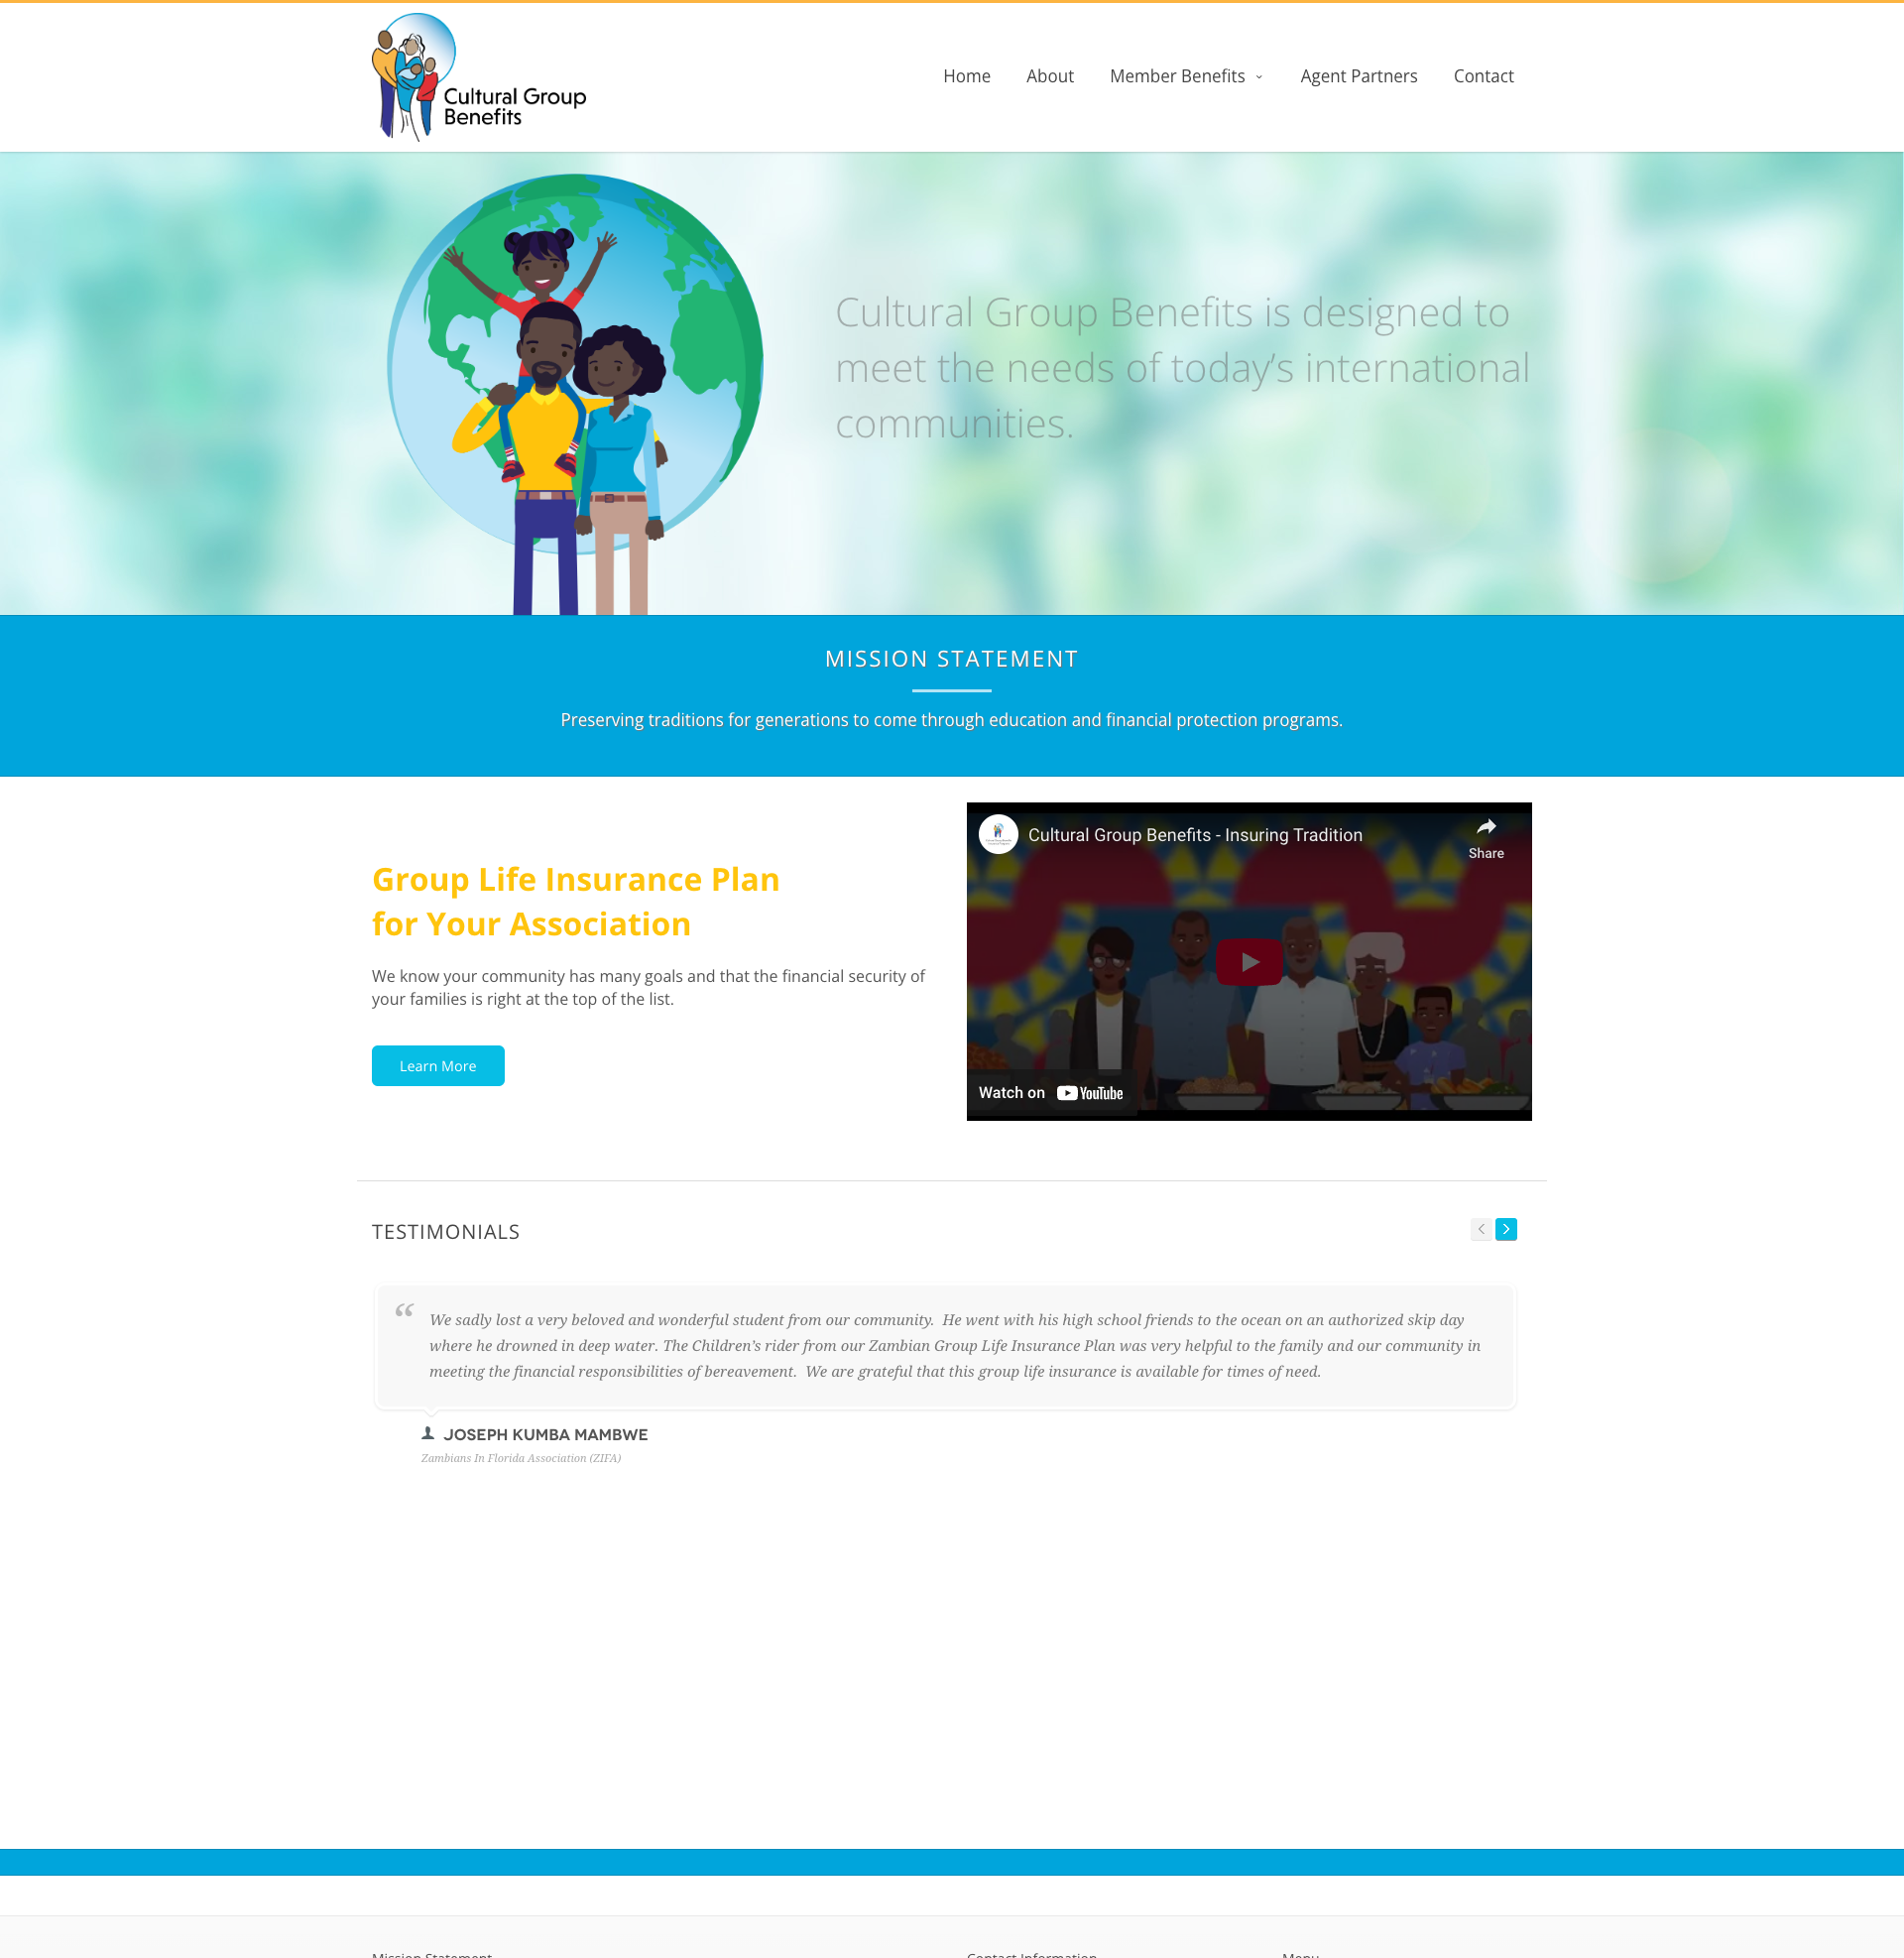 Cultural Group
Benefits
Home
About
Member Benefits
Agent Partners
Contact
Cultural Group Benefits is designed to
meet the needs of today’s international
communities.
MISSION STATEMENT
Preserving traditions for generations to come through education and financial protection programs.
Group Life Insurance Plan
for Your Association
We know your community has many goals and that the financial security of
your families is right at the top of the list.
Learn More
Cultural Group Benefits - Insuring Tradition
Share
Watch on YouTube
TESTIMONIALS
“ We sadly lost a very beloved and wonderful student from our community.  He went with his high school friends to the ocean on an authorized skip day
where he drowned in deep water. The Children’s rider from our Zambian Group Life Insurance Plan was very helpful to the family and our community in
meeting the financial responsibilities of bereavement.  We are grateful that this group life insurance is available for times of need.
JOSEPH KUMBA MAMBWE
Zambians In Florida Association (ZIFA)
Mission Statement
Contact Information
Menu